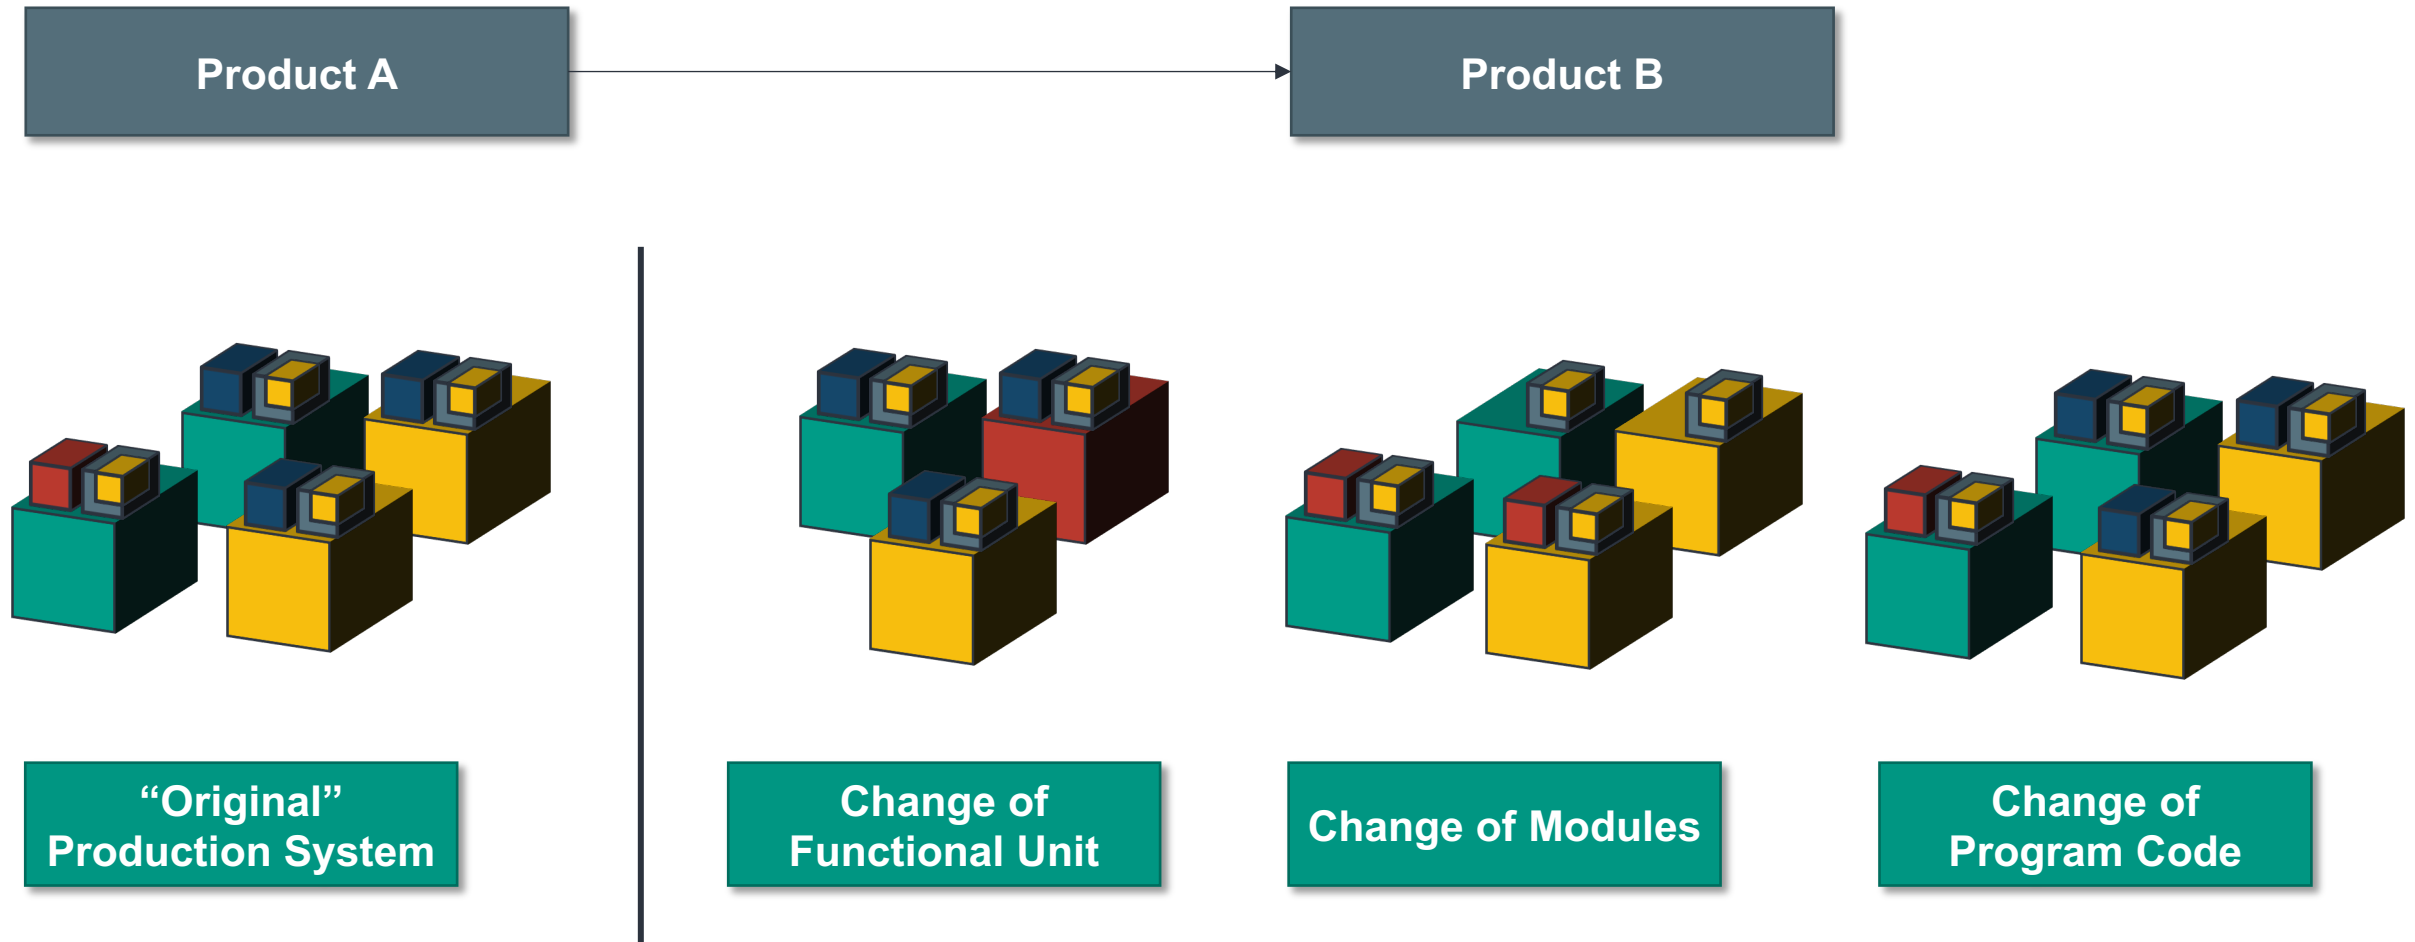 Product A
Product B
“Original”
Production System
Change of
Functional Unit
Change of Modules
Change of
Program Code